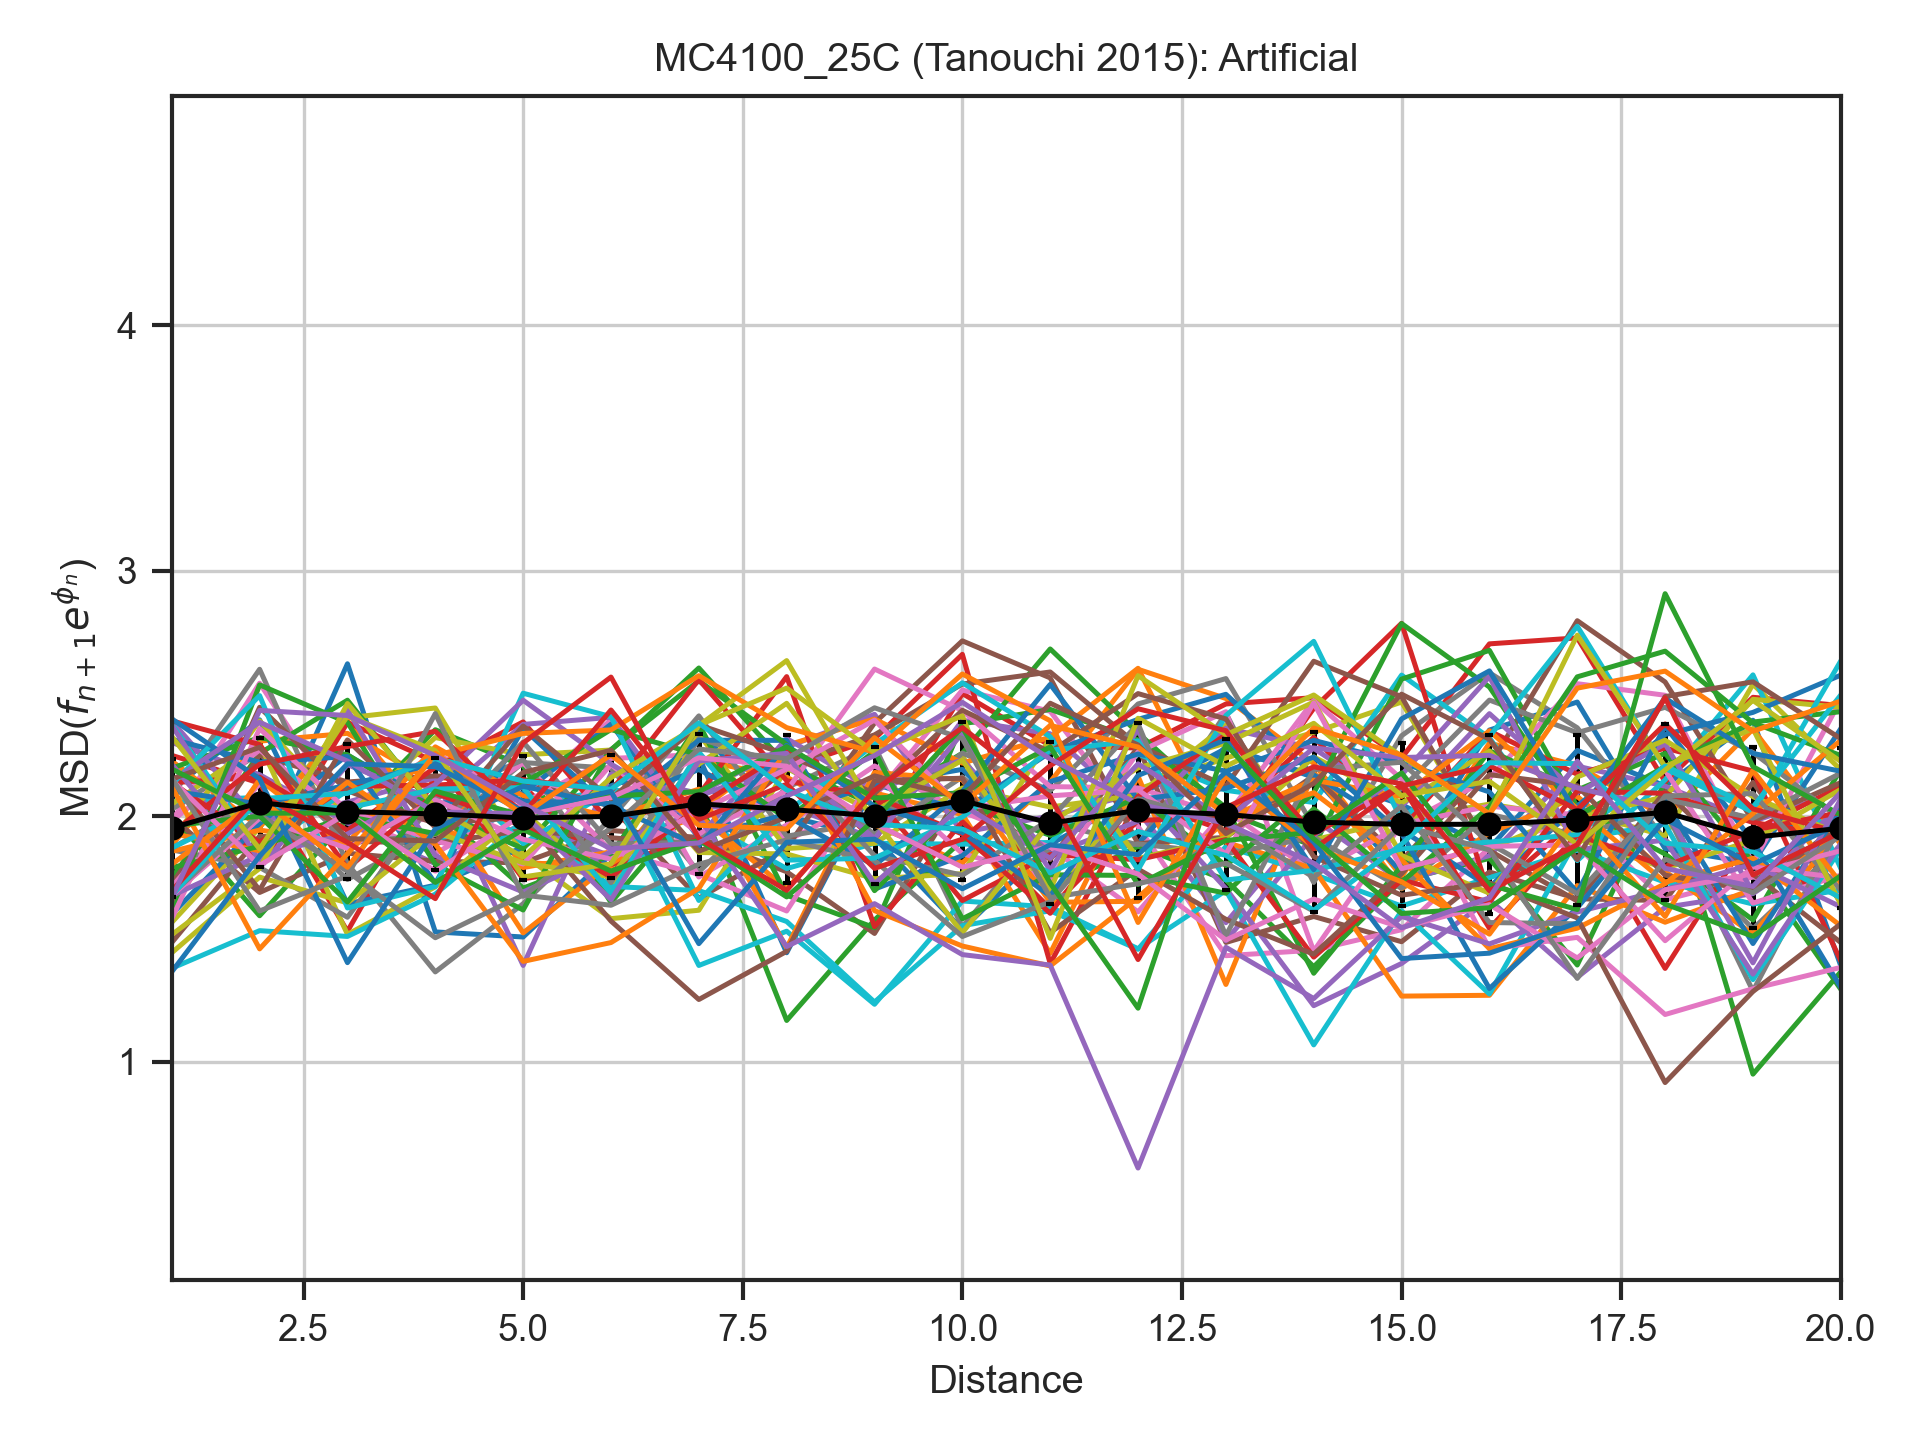 MC4100_25C (Tanouchi 2015): Artificial
MSD(f_{n+1}e^{ϕ_n})
4
3
2
1
2.5 5.0 7.5 10.0 12.5 15.0 17.5 20.0
Distance